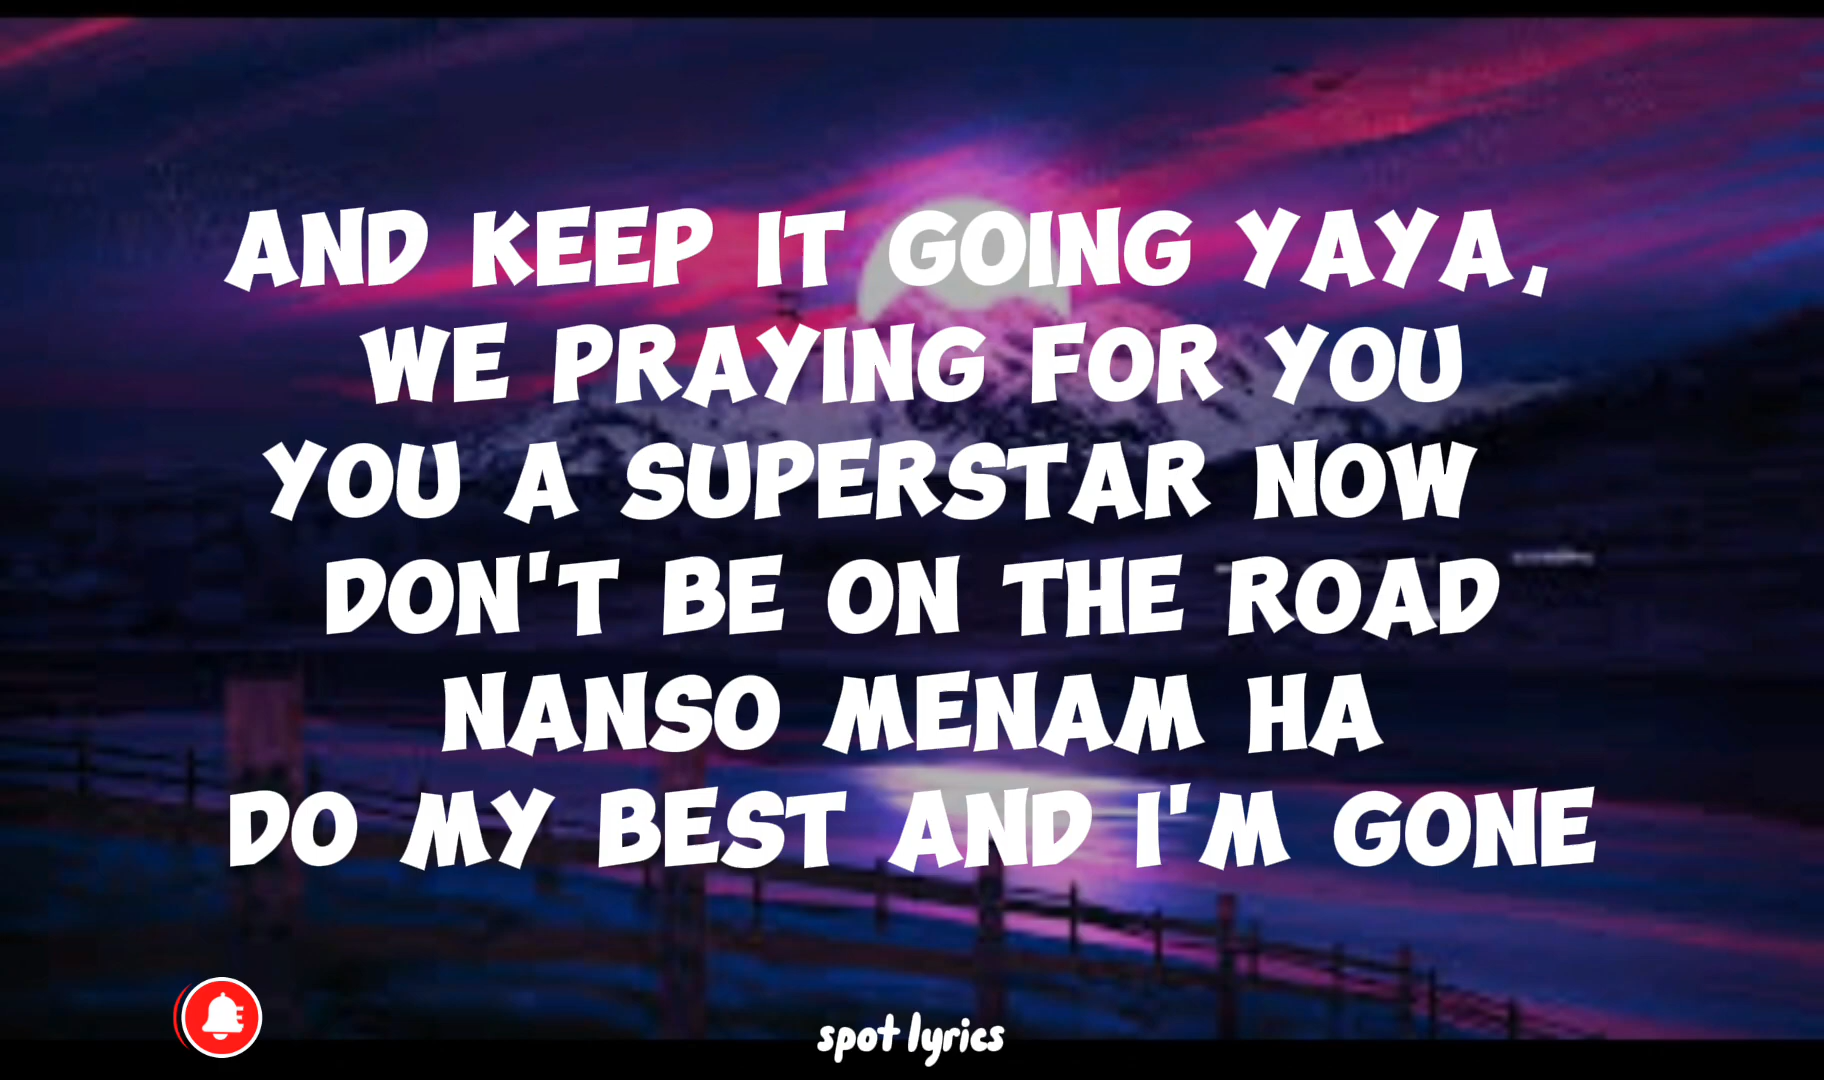 AND KEEP IT GOING YAYA,
WE PRAYING FOR YOU
YOU A SUPERSTAR NOW
DON'T BE ON THE ROAD
NANSO MENAM HA
DO MY BEST AND I'M GONE
spot lyrics